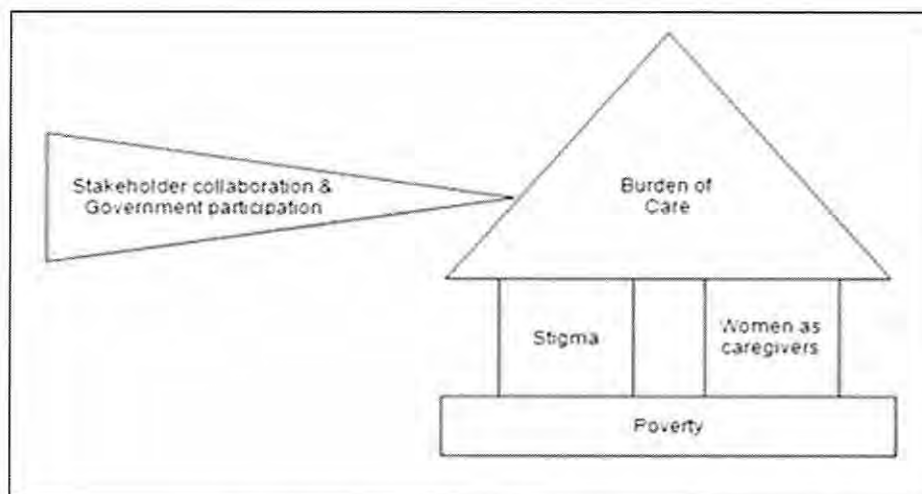 Stakeholder collaboration &
Government participation
Burden of
Care
Stigma
Women as
caregivers
Poverty